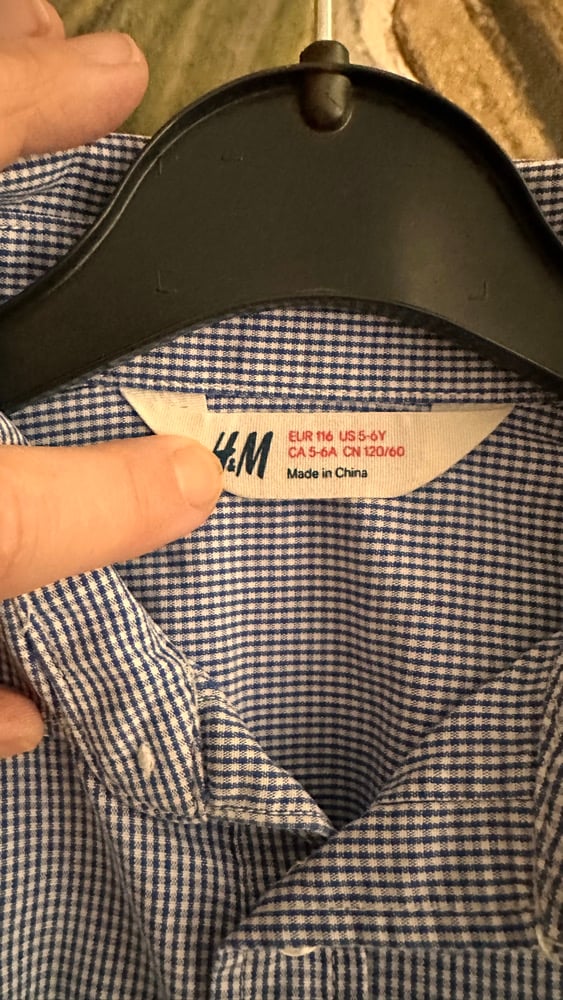 H&M
EUR 116 US 5-6Y
CA 5-6A CN 120/60
Made in China